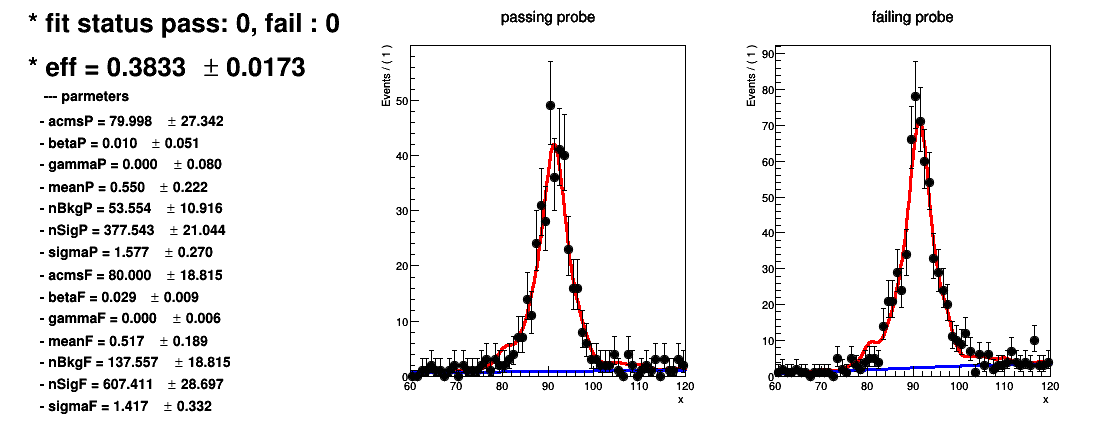 * fit status pass: 0, fail : 0
* eff = 0.3833 ± 0.0173
--- parmeters
- acmsP = 79.998 ± 27.342
- betaP = 0.010 ± 0.051
- gammaP = 0.000 ± 0.080
- meanP = 0.550 ± 0.222
- nBkgP = 53.554 ± 10.916
- nSigP = 377.543 ± 21.044
- sigmaP = 1.577 ± 0.270
- acmsF = 80.000 ± 18.815
- betaF = 0.029 ± 0.009
- gammaF = 0.000 ± 0.006
- meanF = 0.517 ± 0.189
- nBkgF = 137.557 ± 18.815
- nSigF = 607.411 ± 28.697
- sigmaF = 1.417 ± 0.332
passing probe
Events / ( 1 )
50
40
30
20
10
0
60 70 80 90 100 110 120
x
failing probe
Events / ( 1 )
90
80
70
60
50
40
30
20
10
0
60 70 80 90 100 110 120
x